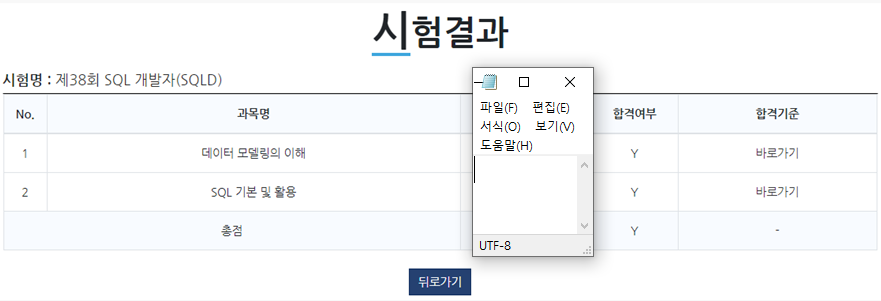 시험결과
시험명 : 제38회 SQL 개발자(SQLD)
No. 과목명 합격여부 합격기준
1 데이터 모델링의 이해 Y 바로가기
2 SQL 기본 및 활용 Y 바로가기
총점 Y -
파일(F) 편집(E)
서식(O) 보기(V)
도움말(H)
UTF-8
뒤로가기